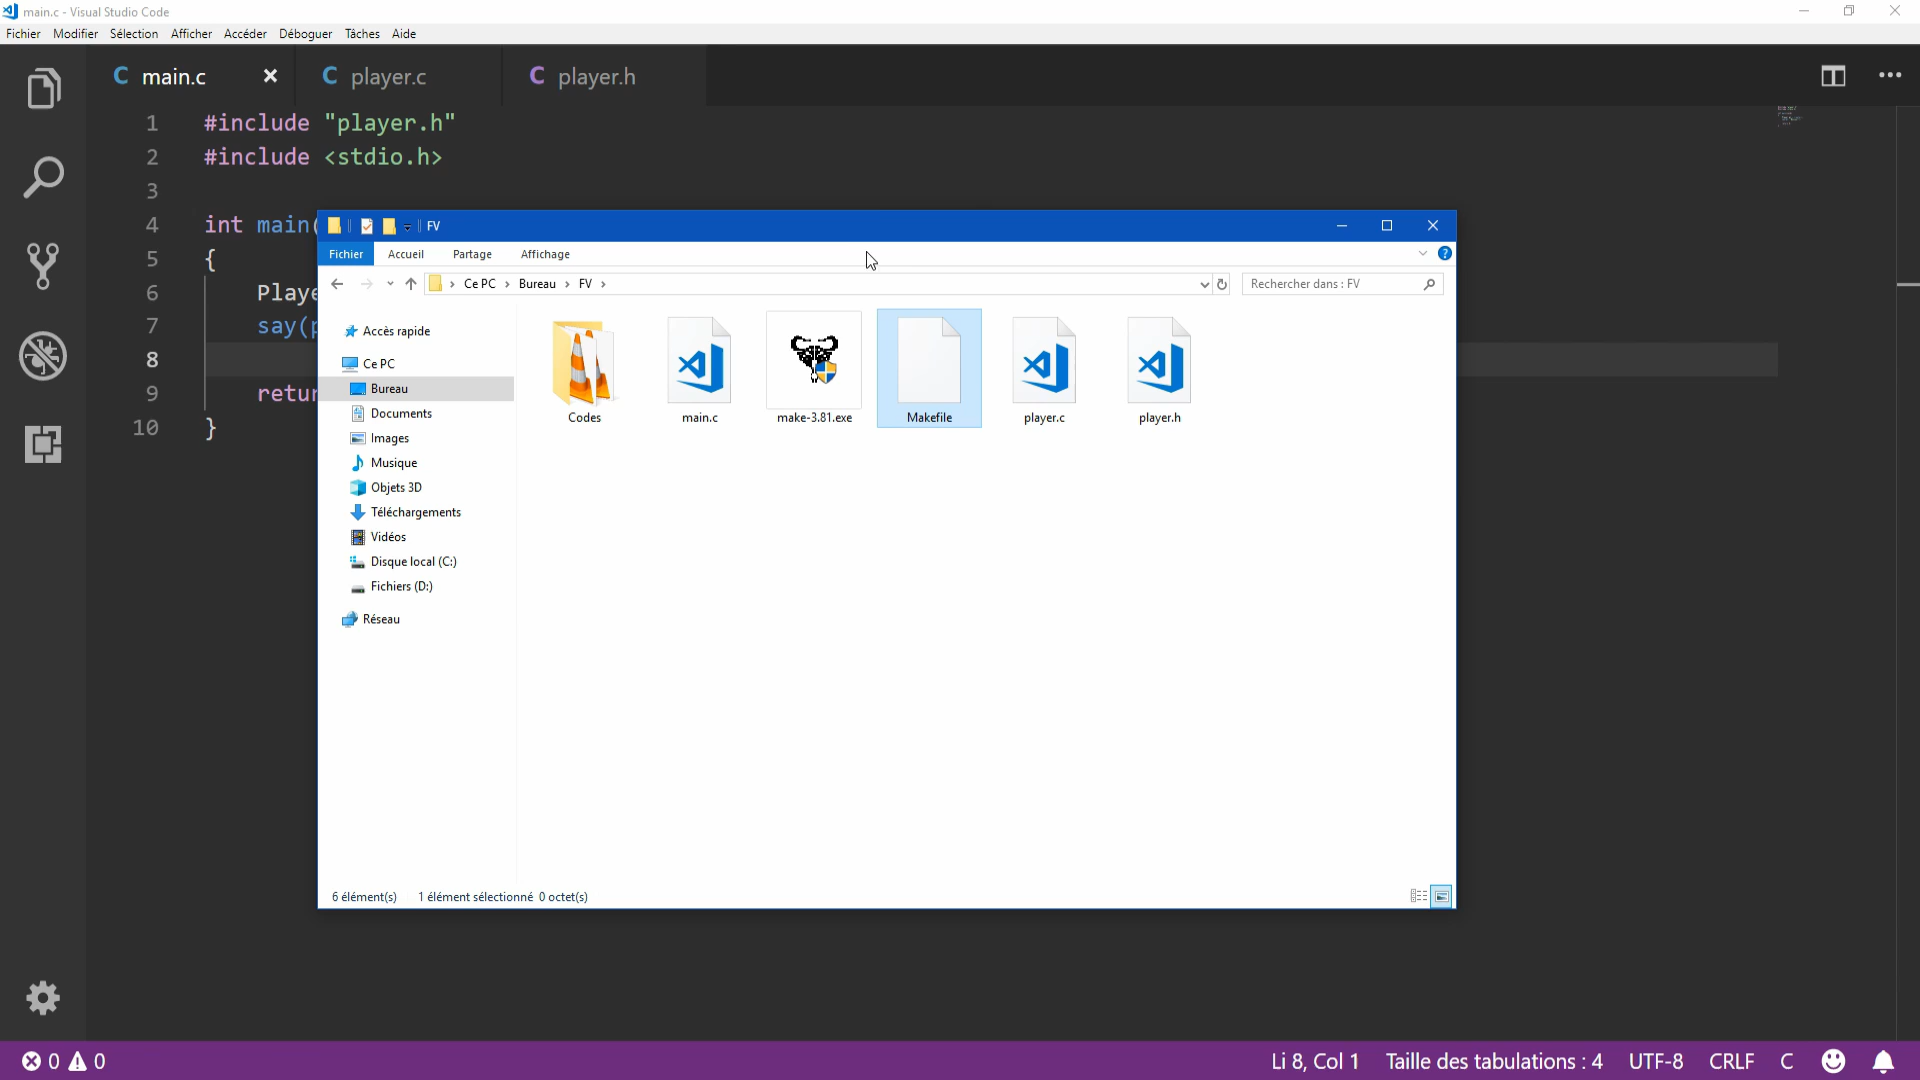 main.c - Visual Studio Code
Fichier Modifier Sélection Afficher Accéder Déboguer Tâches Aide
C main.c C player.c C player.h
1 #include "player.h"
2 #include <stdio.h>
3
4 int main(
5 {
6 Playe
7 say(p
8
9 retur
10 }
FV
Fichier Accueil Partage Affichage
Ce PC Bureau FV
Rechercher dans : FV
Accès rapide
Ce PC
Bureau
Documents
Images
Musique
Objets 3D
Téléchargements
Vidéos
Disque local (C:)
Fichiers (D:)
Réseau
Codes main.c make-3.81.exe Makefile player.c player.h
6 élément(s) 1 élément sélectionné 0 octet(s)
0 0
Li 8, Col 1 Taille des tabulations : 4 UTF-8 CRLF C